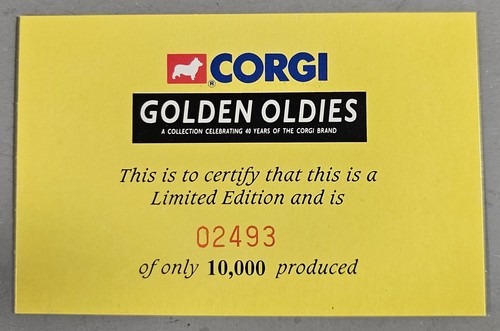 CORGI
®
GOLDEN OLDIES
A COLLECTION CELEBRATING 40 YEARS OF THE CORGI BRAND
This is to certify that this is a
Limited Edition and is
02493
of only 10,000 produced